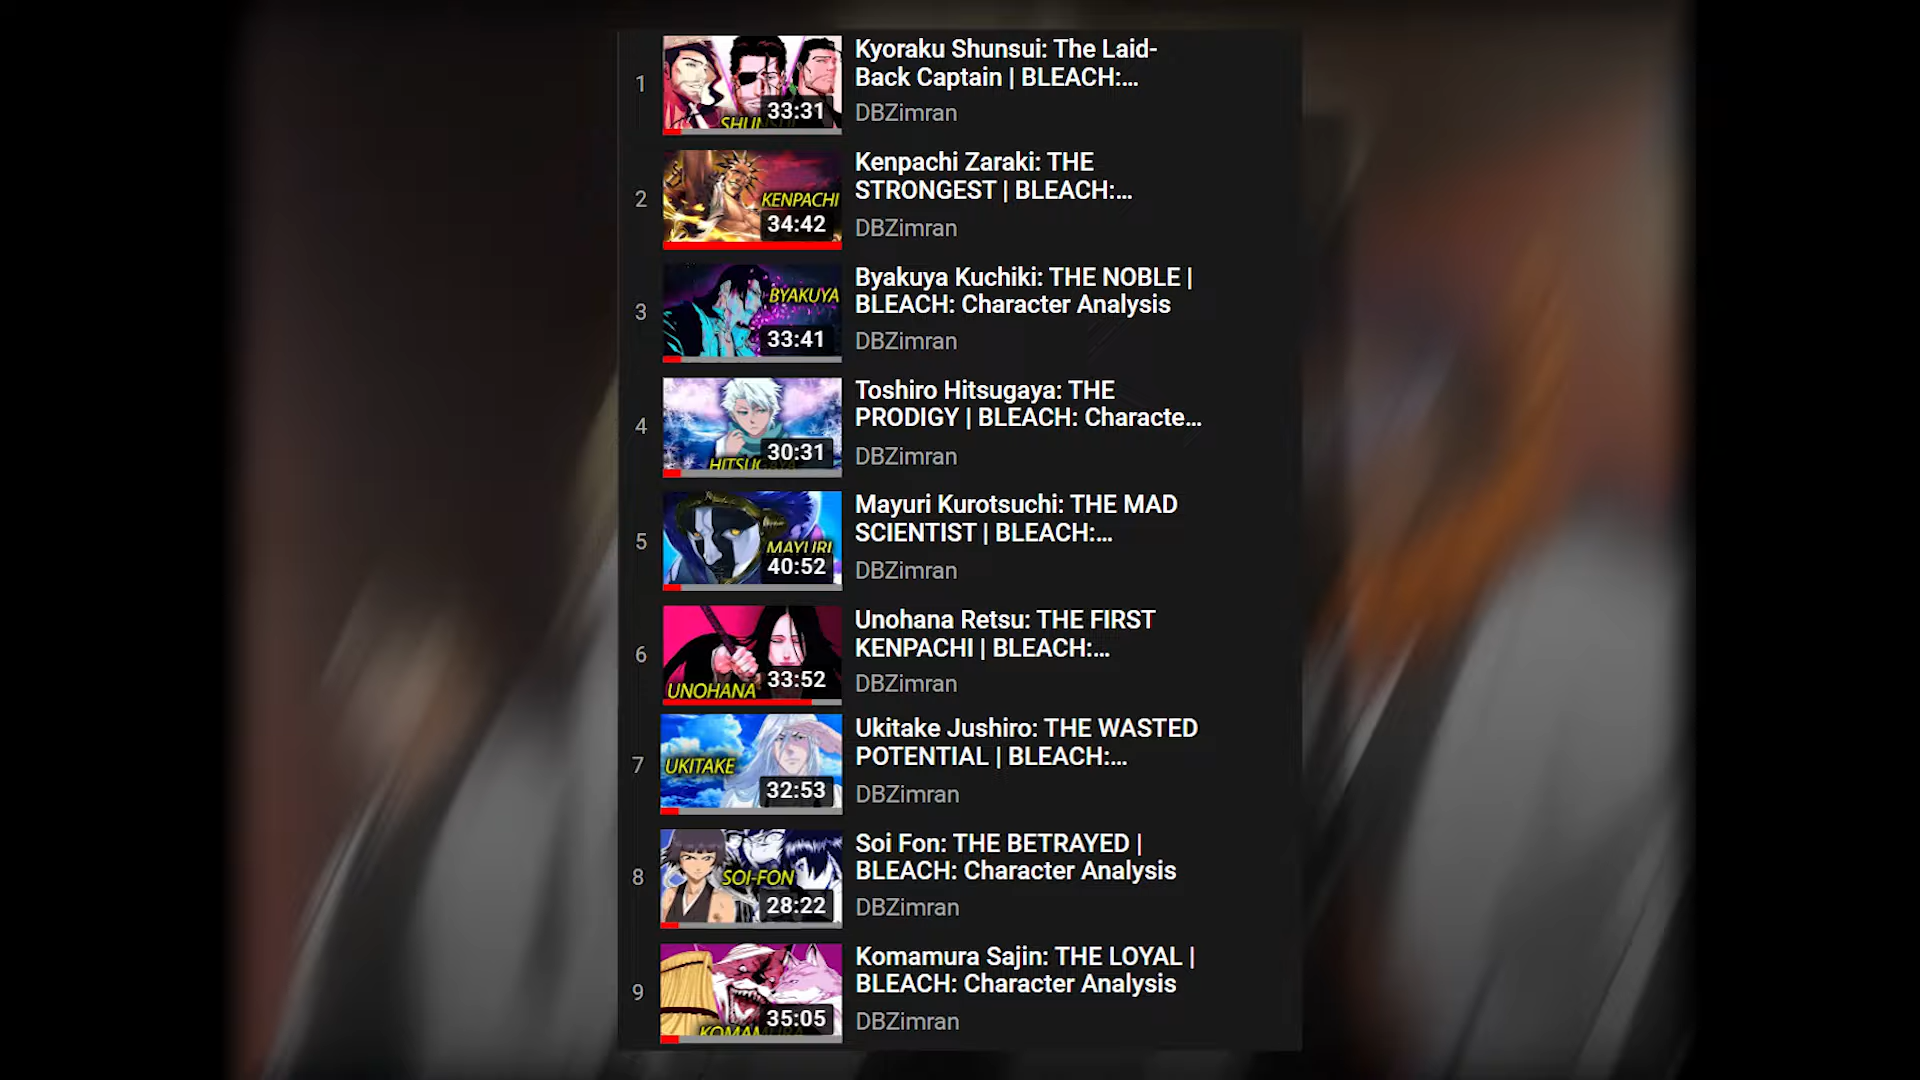 1
SHUN
33:31
Kyoraku Shunsui: The Laid-
Back Captain | BLEACH:...
DBZimran
2
KENPACHI
34:42
Kenpachi Zaraki: THE
STRONGEST | BLEACH:...
DBZimran
3
BYAKUYA
33:41
Byakuya Kuchiki: THE NOBLE |
BLEACH: Character Analysis
DBZimran
4
HITSUGAYA
30:31
Toshiro Hitsugaya: THE
PRODIGY | BLEACH: Characte...
DBZimran
5
MAYURI
40:52
Mayuri Kurotsuchi: THE MAD
SCIENTIST | BLEACH:...
DBZimran
6
UNOHANA
33:52
Unohana Retsu: THE FIRST
KENPACHI | BLEACH:...
DBZimran
7
UKITAKE
32:53
Ukitake Jushiro: THE WASTED
POTENTIAL | BLEACH:...
DBZimran
8
SOI-FON
28:22
Soi Fon: THE BETRAYED |
BLEACH: Character Analysis
DBZimran
9
KOMAMURA
35:05
Komamura Sajin: THE LOYAL |
BLEACH: Character Analysis
DBZimran